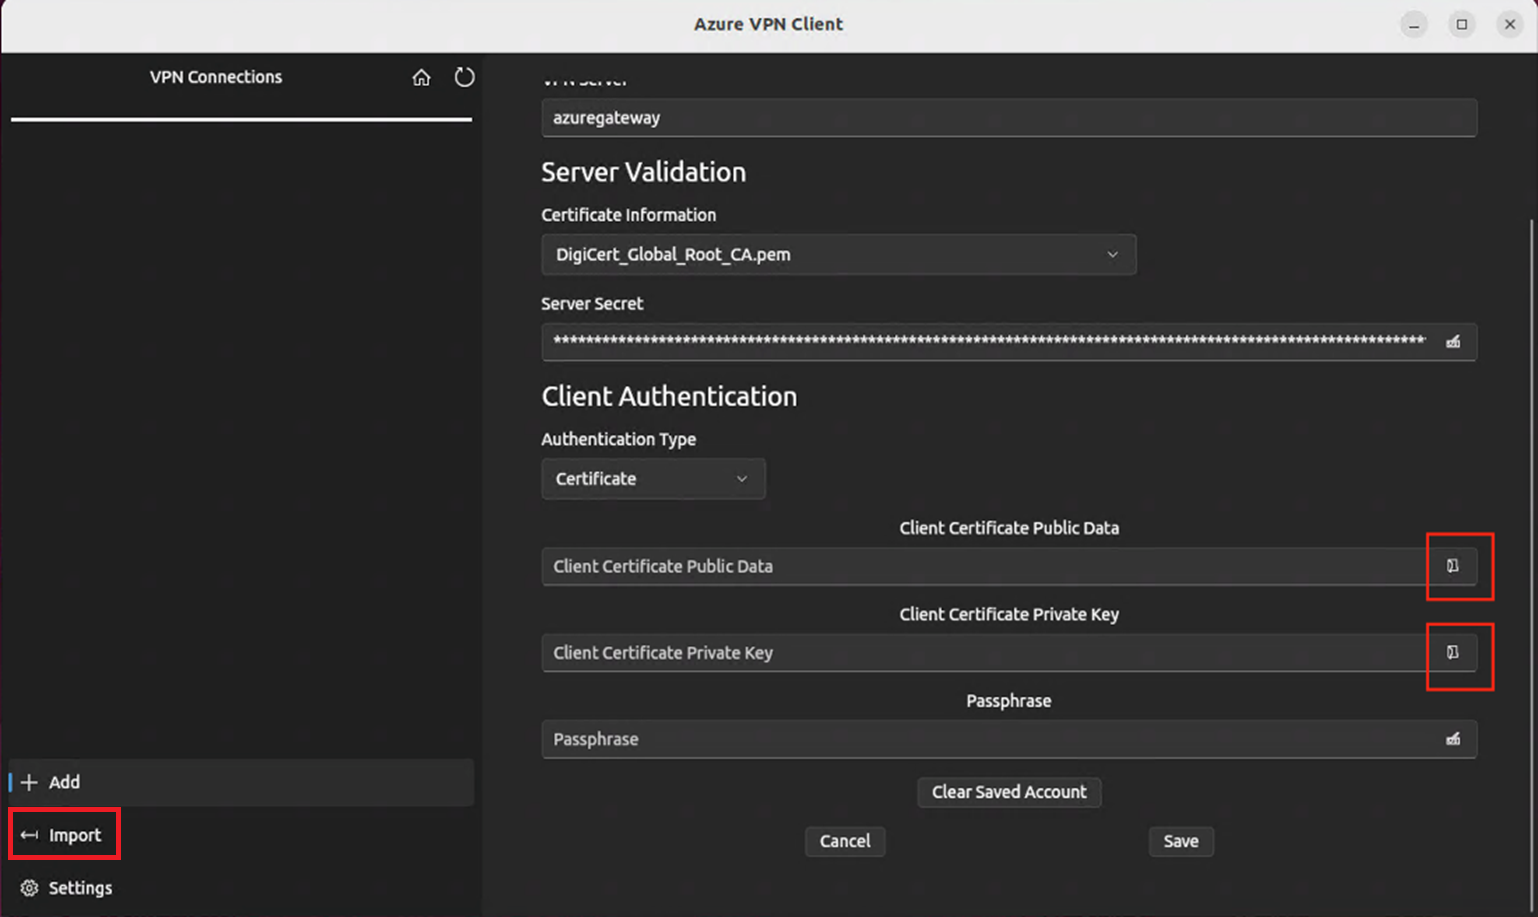 Azure VPN Client
VPN Connections
VPN Server
azuregateway
Server Validation
Certificate Information
DigiCert_Global_Root_CA.pem
Server Secret
Client Authentication
Authentication Type
Certificate
Client Certificate Public Data
Client Certificate Public Data
Client Certificate Private Key
Client Certificate Private Key
Passphrase
Passphrase
Clear Saved Account
Cancel
Save
Add
Import
Settings